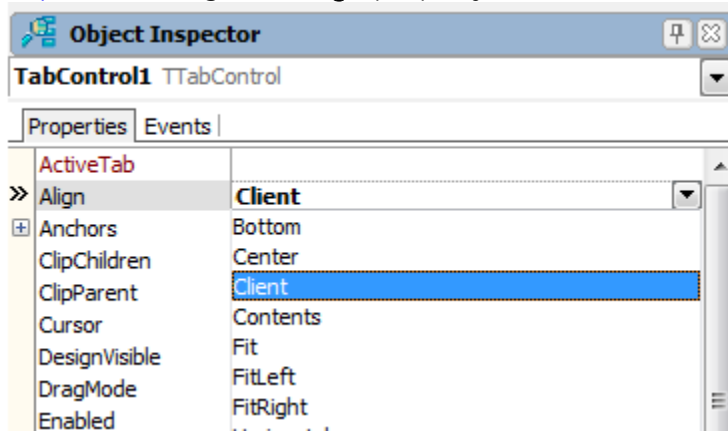 Object Inspector
TabControl1 TTabControl
Properties Events
ActiveTab
Align Client
Anchors Bottom
ClipChildren Center
ClipParent Client
Cursor Contents
DesignVisible Fit
DragMode FitLeft
Enabled FitRight